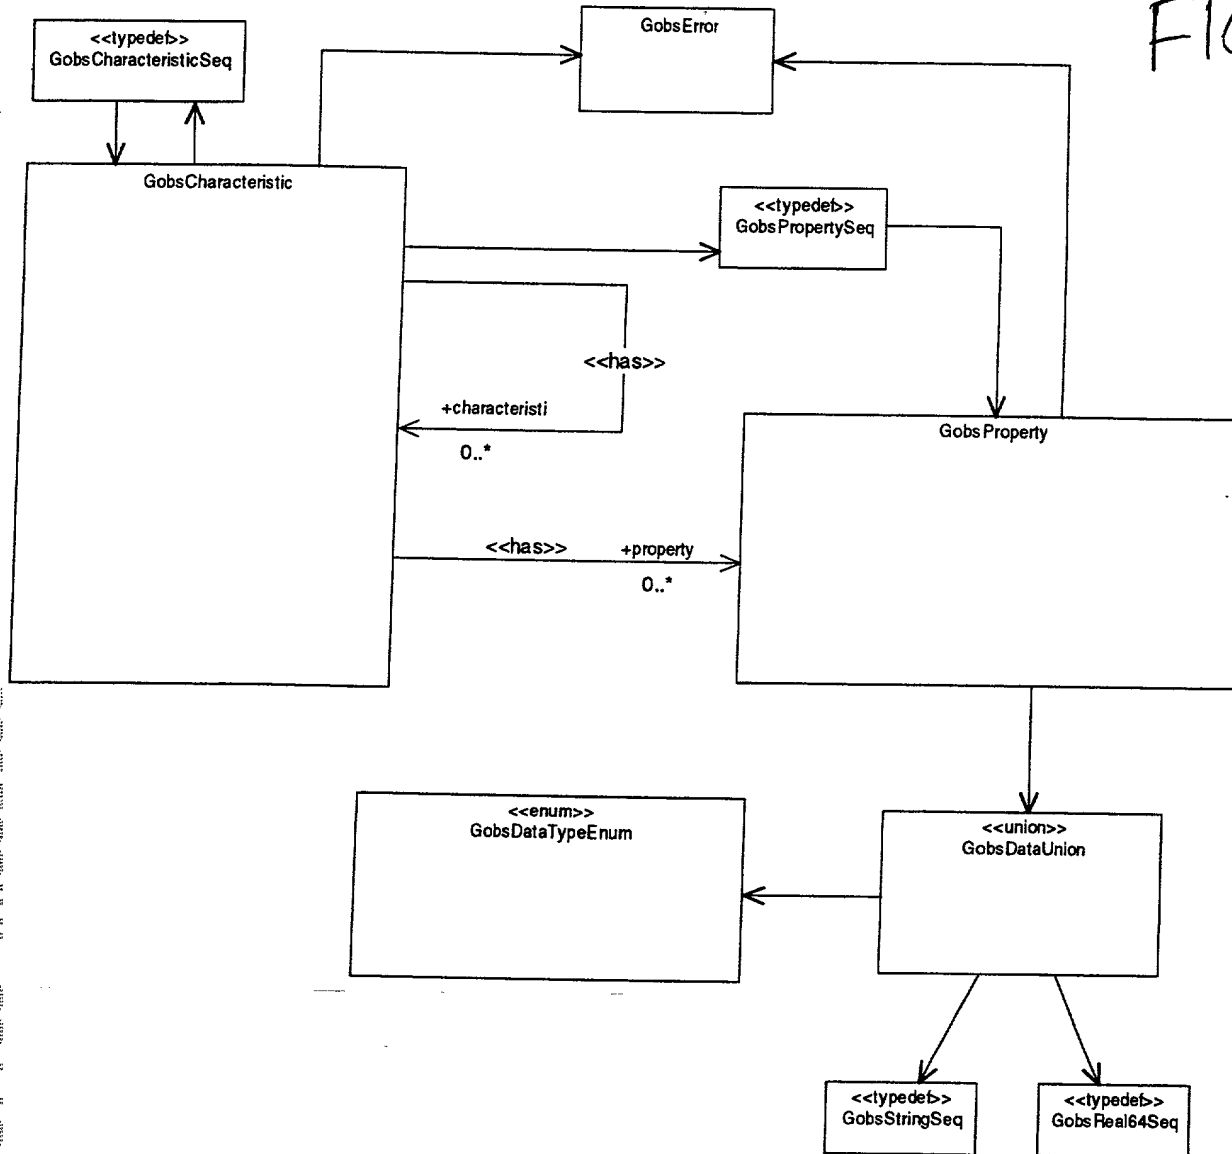 <<typedef>>
GobsCharacteristicSeq
GobsError
GobsCharacteristic
<<typedef>>
GobsPropertySeq
<<has>>
+characteristi
0..*
GobsProperty
<<has>> +property
0..*
<<enum>>
GobsDataTypeEnum
<<union>>
GobsDataUnion
<<typedef>>
GobsStringSeq
<<typedef>>
GobsReal64Seq